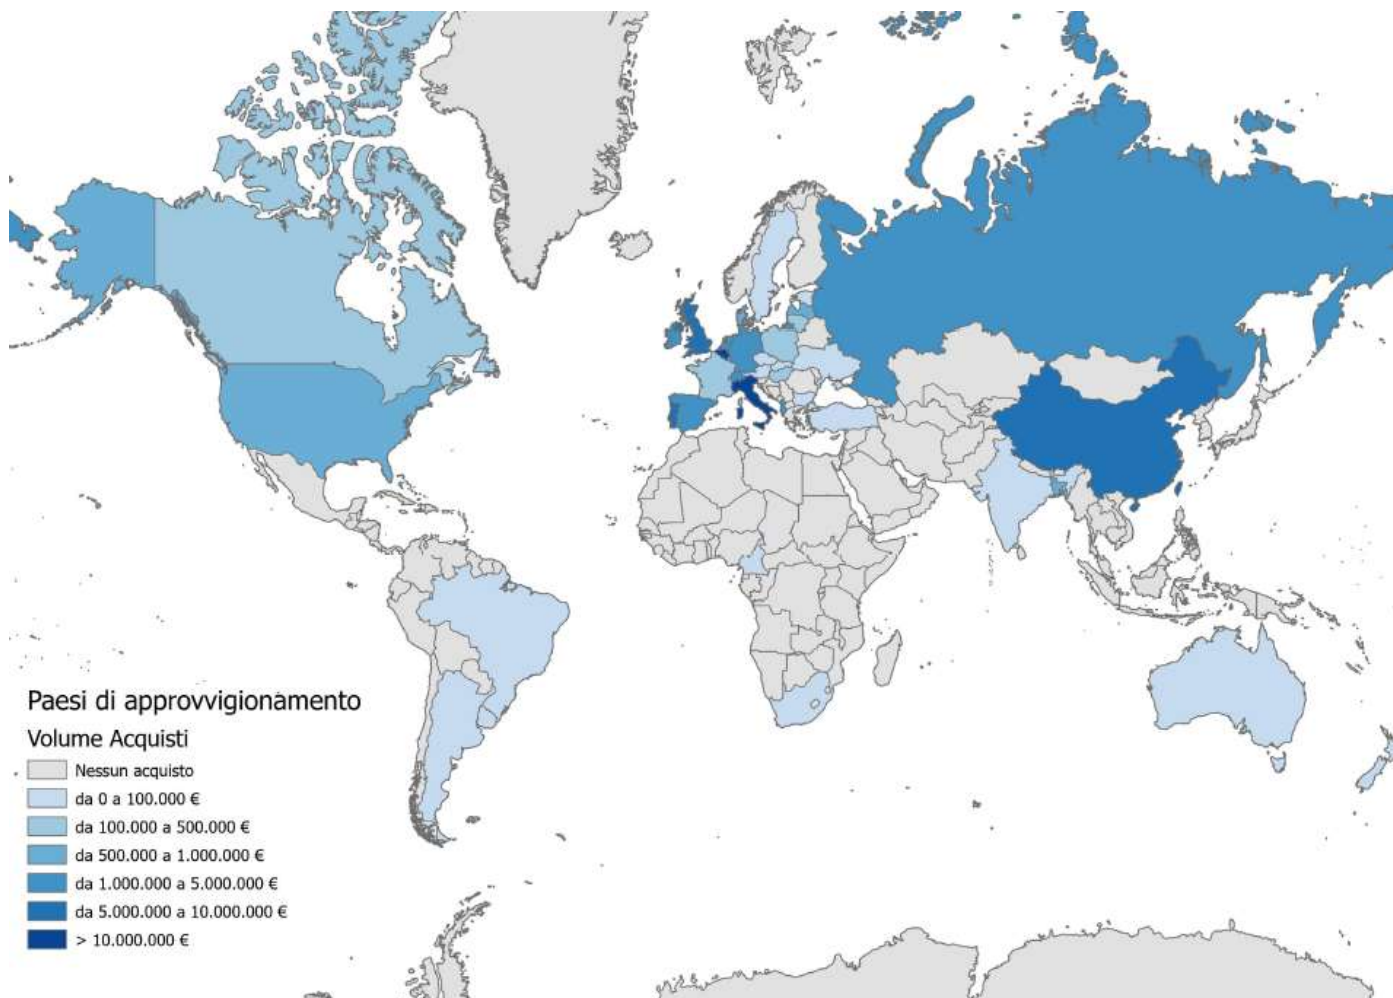 Paesi di approvvigionamento
Volume Acquisti
Nessun acquisto
da 0 a 100.000 €
da 100.000 a 500.000 €
da 500.000 a 1.000.000 €
da 1.000.000 a 5.000.000 €
da 5.000.000 a 10.000.000 €
> 10.000.000 €